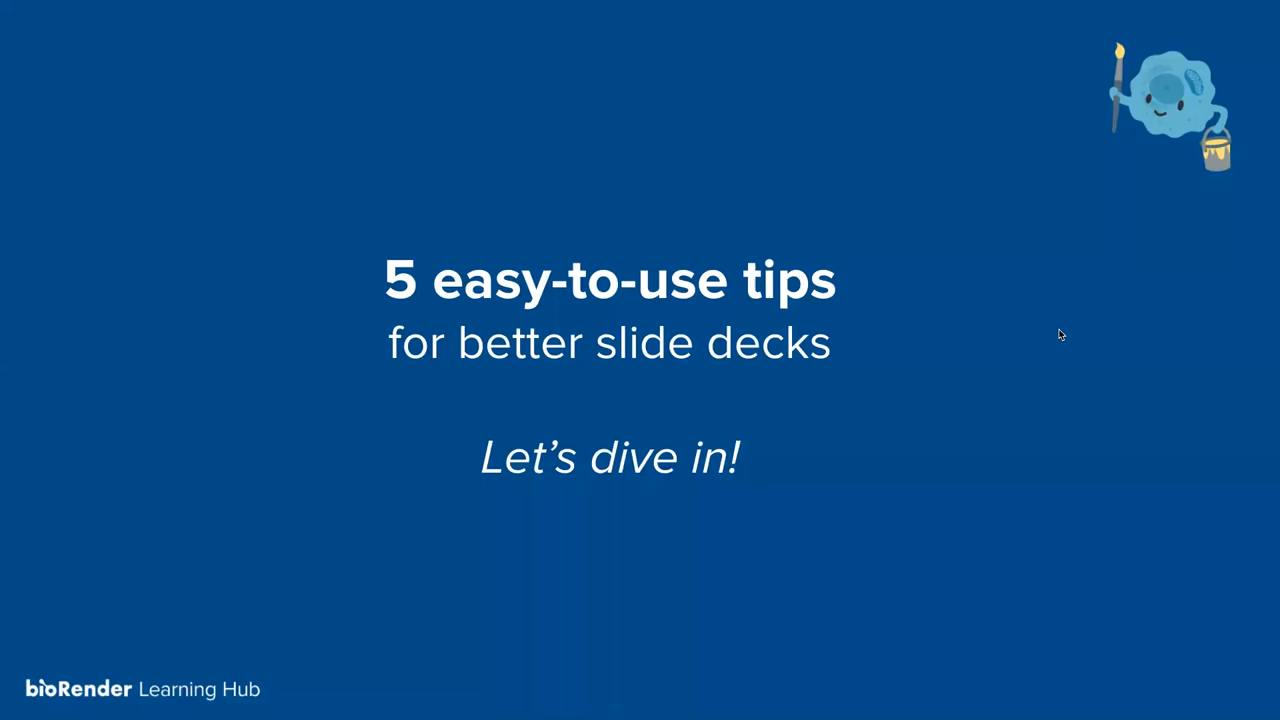 5 easy-to-use tips
for better slide decks
Let’s dive in!
bioRender Learning Hub